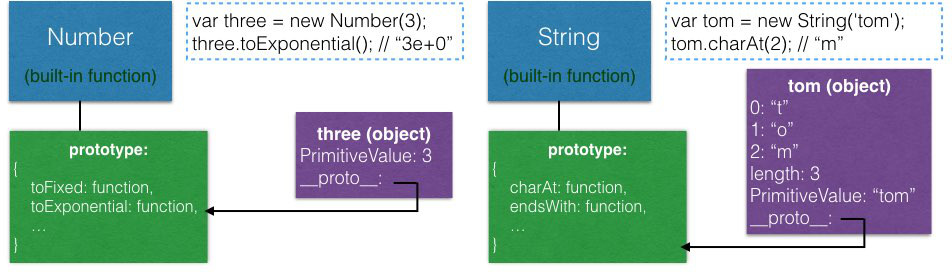 Number
(built-in function)
var three = new Number(3);
three.toExponential(); // “3e+0”
prototype:
{
toFixed: function,
toExponential: function,
...
}
three (object)
PrimitiveValue: 3
__proto__:
String
(built-in function)
var tom = new String('tom');
tom.charAt(2); // “m”
prototype:
{
charAt: function,
endsWith: function,
...
}
tom (object)
0: “t”
1: “o”
2: “m”
length: 3
PrimitiveValue: “tom”
__proto__: